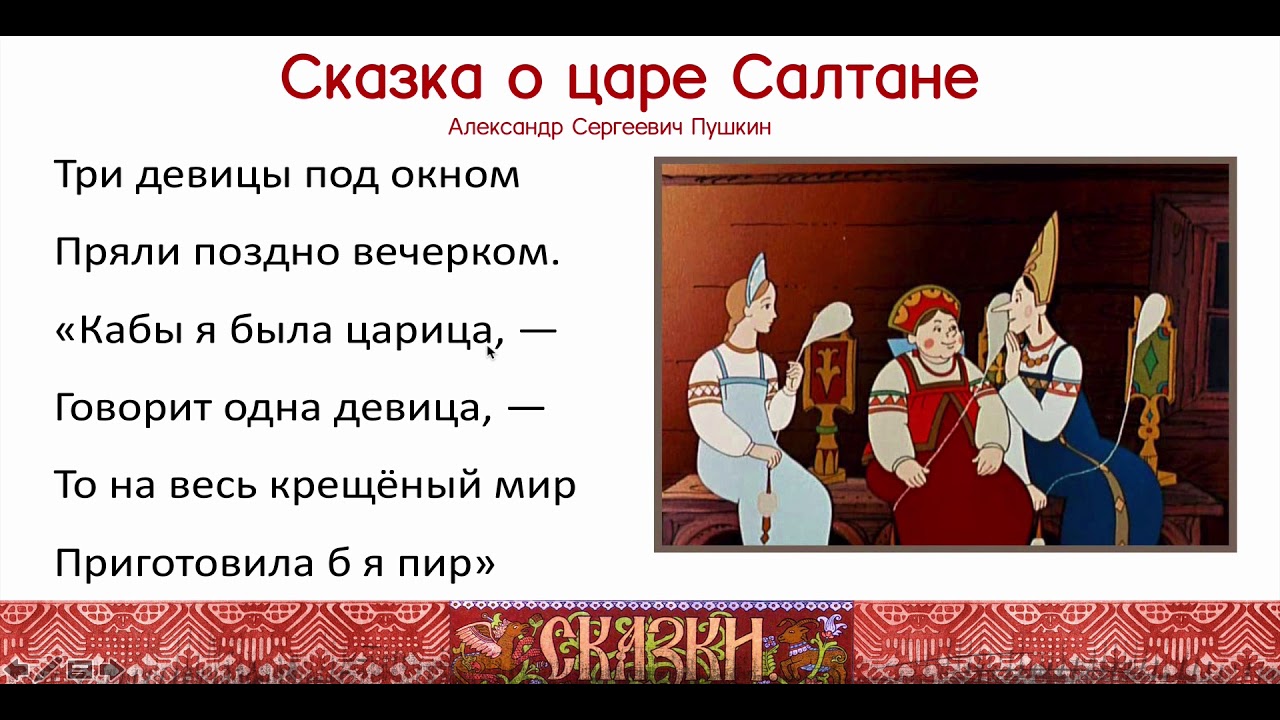 Сказка о царе Салтане
Александр Сергеевич Пушкин
Три девицы под окном
Пряли поздно вечерком.
«Кабы я была царица, —
Говорит одна девица, —
То на весь крещёный мир
Приготовила б я пир»
СКАЗКИ